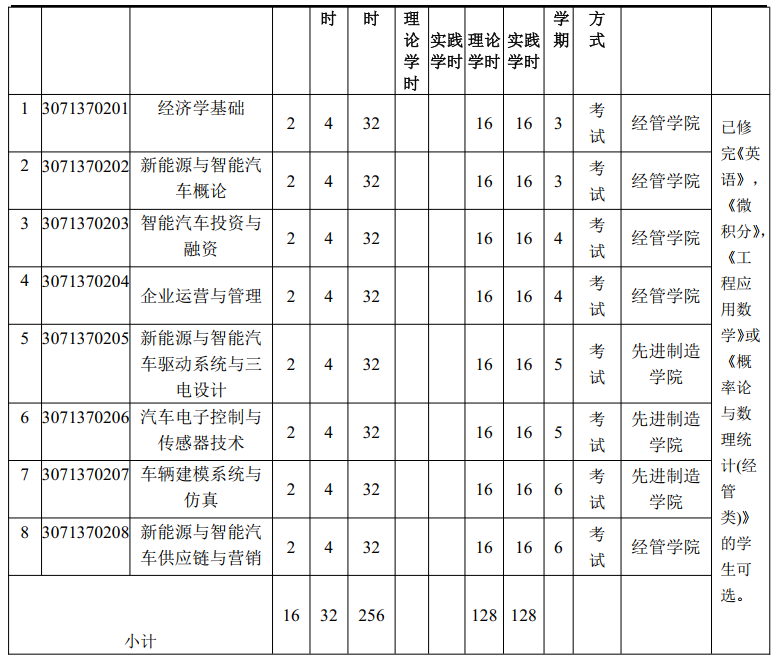 时 时 理论学时 实践学时 理论学时 实践学时 学期 方式
1 3071370201 经济学基础 2 4 32 16 16 3 考试 经管学院
2 3071370202 新能源与智能汽车概论 2 4 32 16 16 3 考试 经管学院
3 3071370203 智能汽车投资与融资 2 4 32 16 16 4 考试 经管学院
4 3071370204 企业运营与管理 2 4 32 16 16 4 考试 经管学院
5 3071370205 新能源与智能汽车驱动系统与三电设计 2 4 32 16 16 5 考试 先进制造学院
6 3071370206 汽车电子控制与传感器技术 2 4 32 16 16 5 考试 先进制造学院
7 3071370207 车辆建模系统与仿真 2 4 32 16 16 6 考试 先进制造学院
8 3071370208 新能源与智能汽车供应链与营销 2 4 32 16 16 6 考试 经管学院
小计 16 32 256 128 128
已修
完《英
语》，
《微
积分》，
《工
程应
用数
学》或
《概
率论
与数
理统
计(经
管
类)》
的学
生可
选。